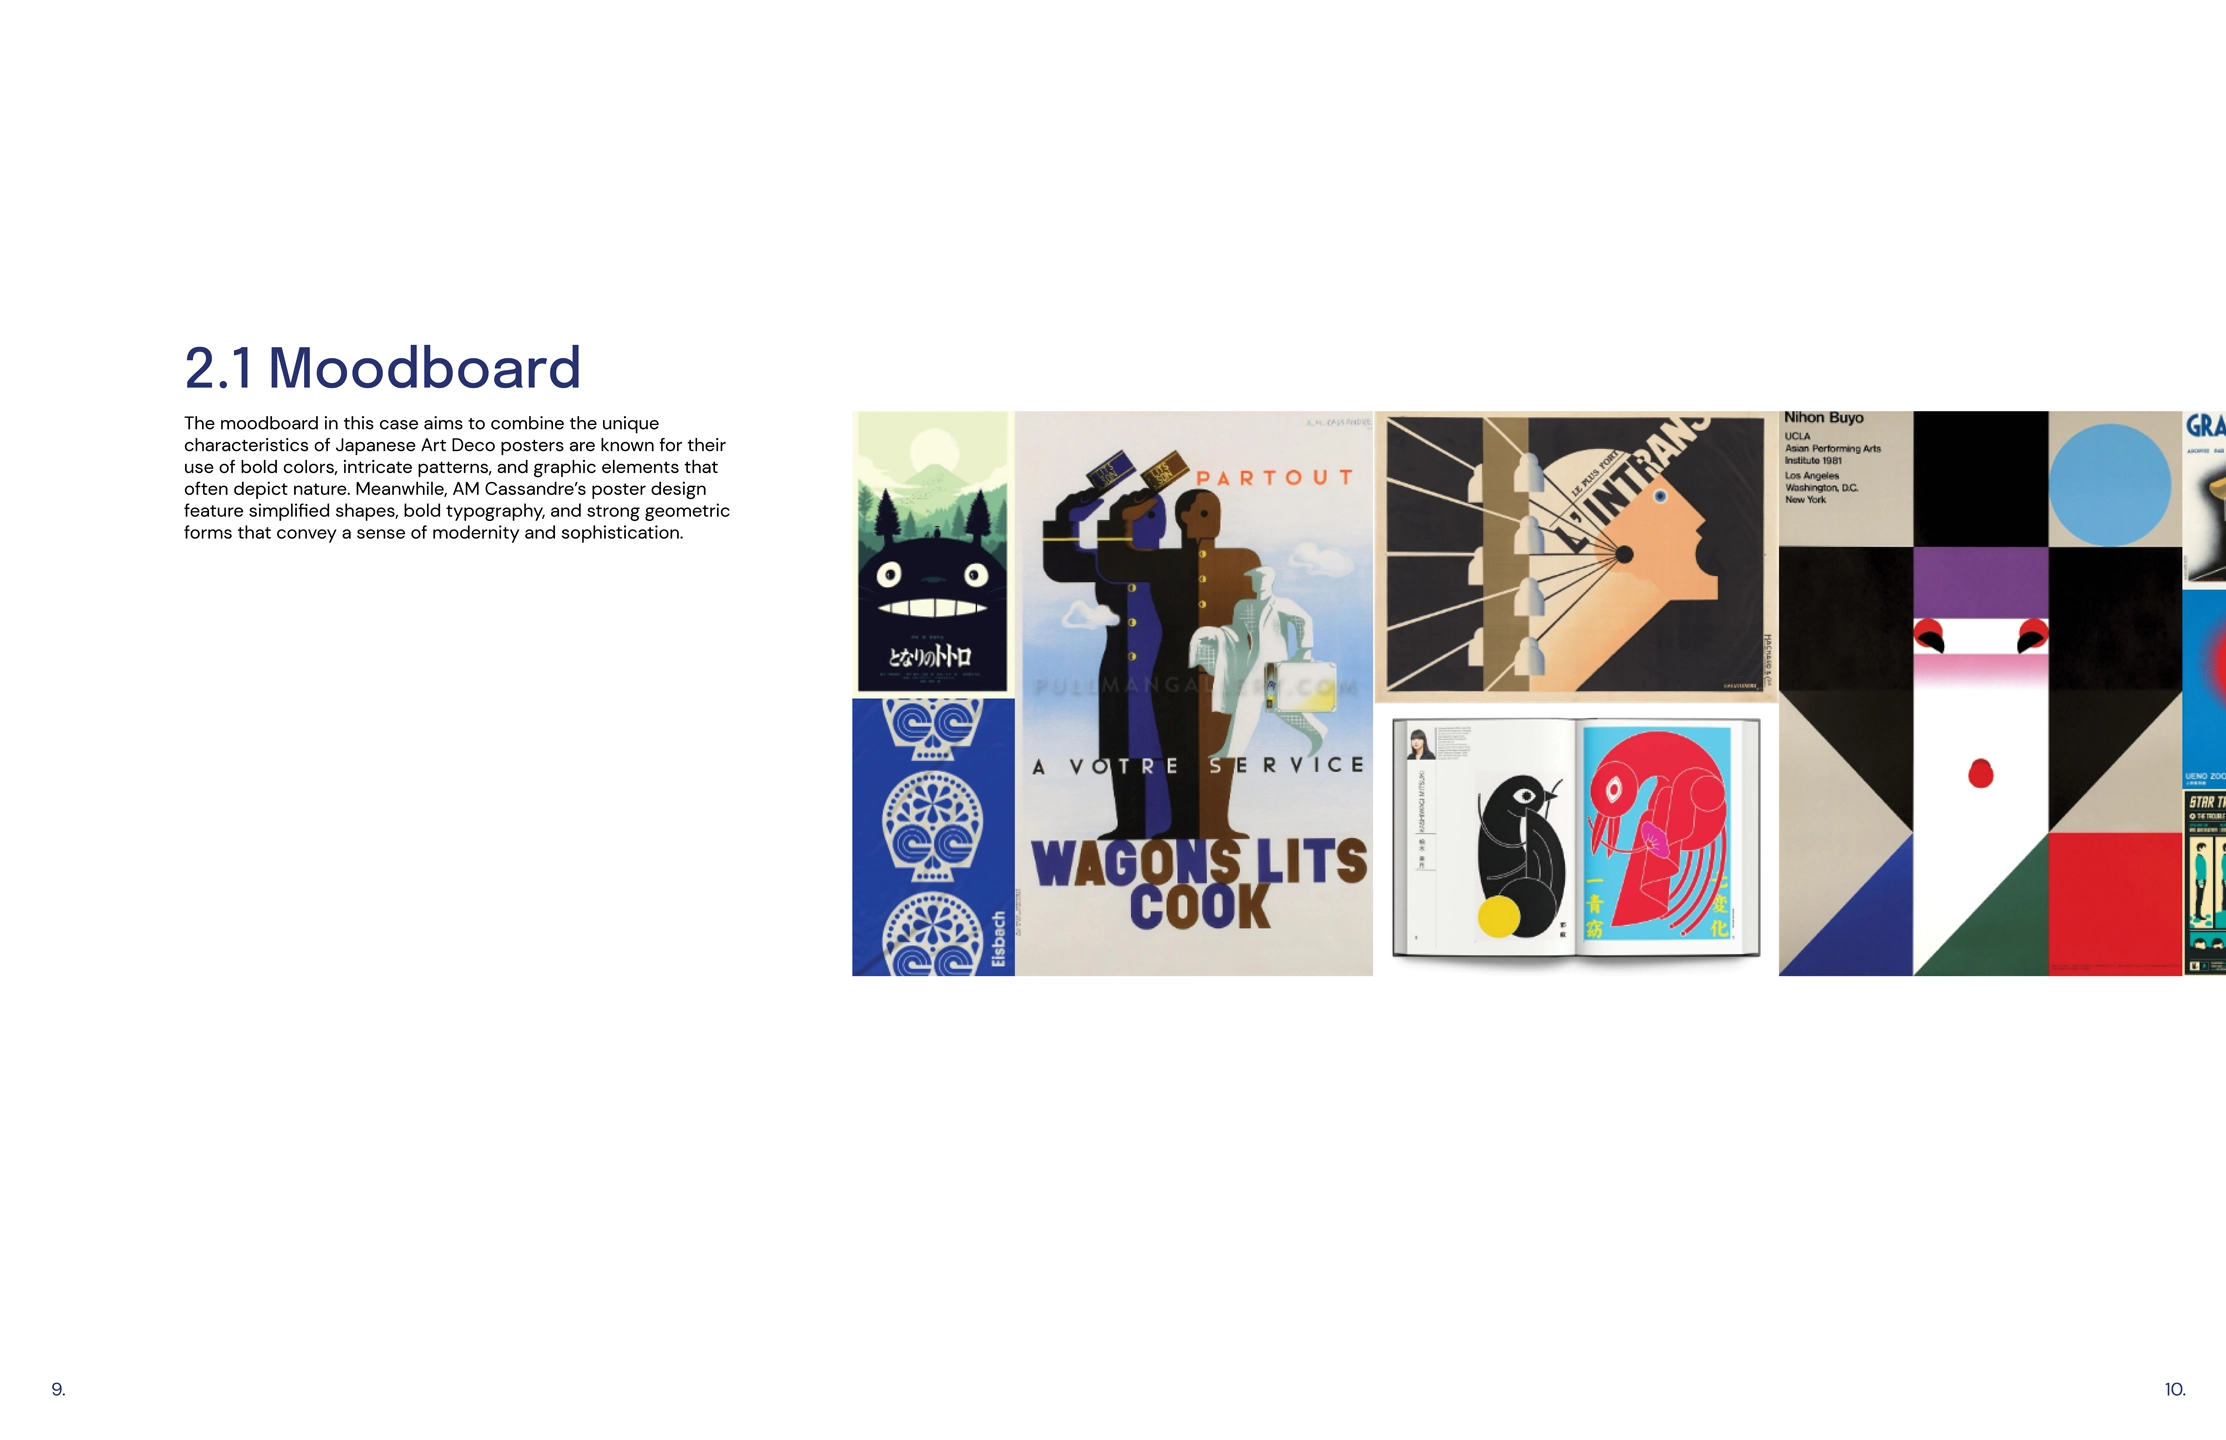 2.1 Moodboard
The moodboard in this case aims to combine the unique
characteristics of Japanese Art Deco posters are known for their
use of bold colors, intricate patterns, and graphic elements that
often depict nature. Meanwhile, AM Cassandre’s poster design
feature simplified shapes, bold typography, and strong geometric
forms that convey a sense of modernity and sophistication.
となりのトトロ
Eisbach
A.M. CASSANDRE
PARTOUT
PULLMANGALLERY.COM
A VOTRE SERVICE
WAGONS LITS
COOK
LE PLUS FORT
L'INTRANS
KASHIWAGI MITSUKI
一青窈
七変化
Nihon Buyo
UCLA
Asian Performing Arts
Institute 1981
Los Angeles
Washington, D.C.
New York
GRA
UENO ZOO
STAR T
THE TROUBLE
9.
10.